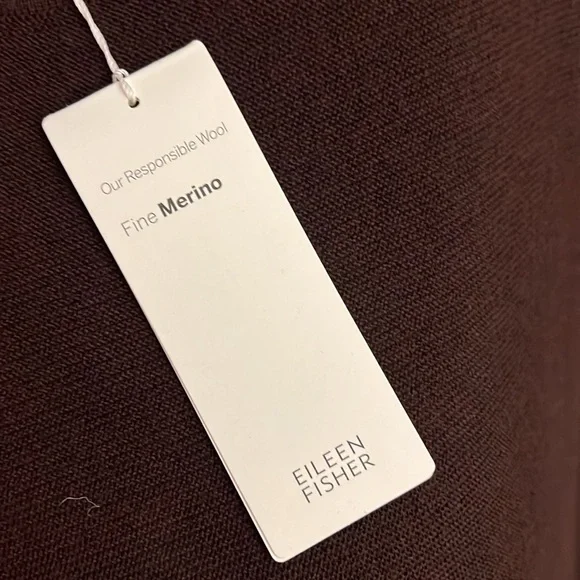 Our Responsible Wool
Fine Merino
EILEEN
FISHER